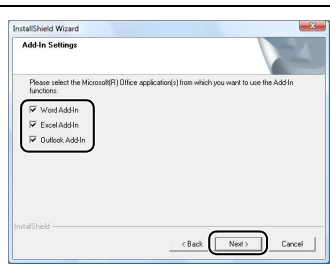 InstallShield Wizard
Add-In Settings
Please select the Microsoft(R) Office application(s) from which you want to use the Add-In
functions.
Word Add-In
Excel Add-In
Outlook Add-In
InstallShield
< Back Next > Cancel